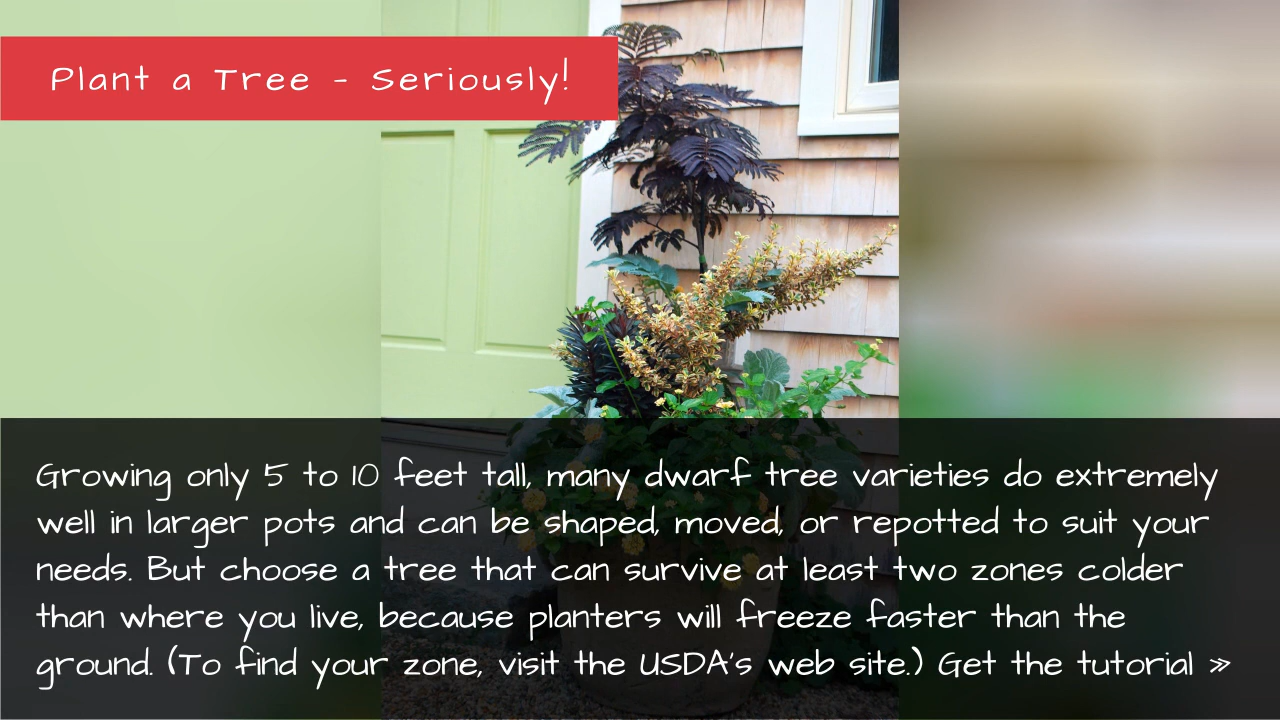 Plant a Tree - Seriously!
Growing only 5 to 10 feet tall, many dwarf tree varieties do extremely
well in larger pots and can be shaped, moved, or repotted to suit your
needs. But choose a tree that can survive at least two zones colder
than where you live, because planters will freeze faster than the
ground. (To find your zone, visit the USDA's web site.) Get the tutorial »